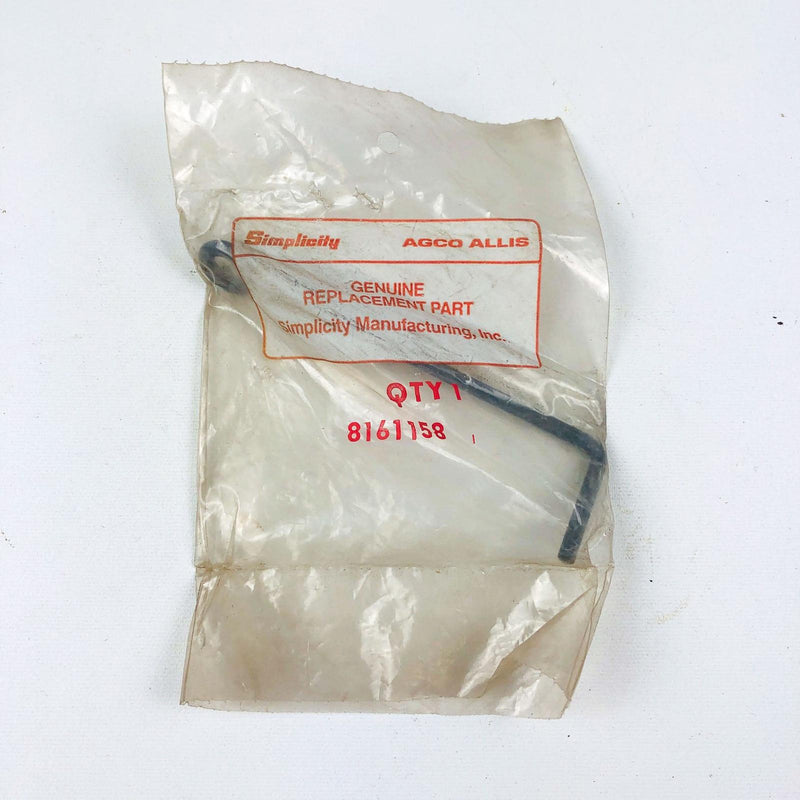 Simplicity AGCO ALLIS
GENUINE
REPLACEMENT PART
Simplicity Manufacturing, Inc.
QTY 1
8161158